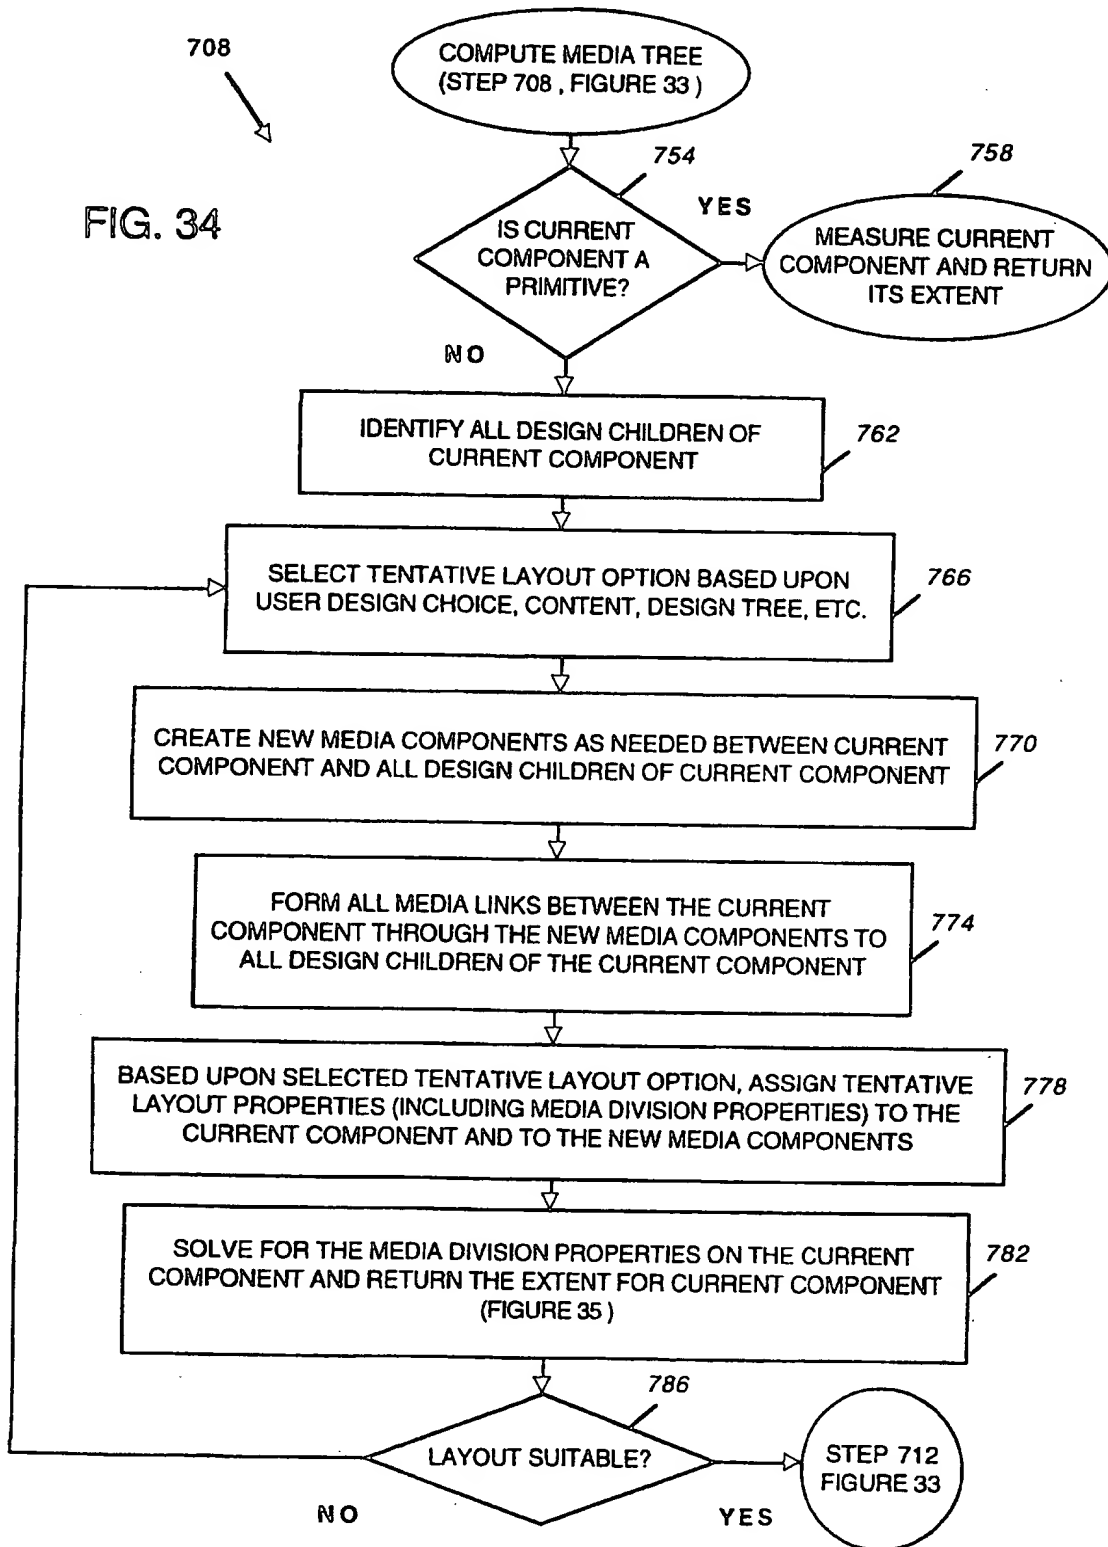 708
COMPUTE MEDIA TREE
(STEP 708, FIGURE 33)
FIG. 34
754
758
IS CURRENT
COMPONENT A
PRIMITIVE?
YES
MEASURE CURRENT
COMPONENT AND RETURN
ITS EXTENT
NO
IDENTIFY ALL DESIGN CHILDREN OF
CURRENT COMPONENT
762
SELECT TENTATIVE LAYOUT OPTION BASED UPON
USER DESIGN CHOICE, CONTENT, DESIGN TREE, ETC.
766
CREATE NEW MEDIA COMPONENTS AS NEEDED BETWEEN CURRENT
COMPONENT AND ALL DESIGN CHILDREN OF CURRENT COMPONENT
770
FORM ALL MEDIA LINKS BETWEEN THE CURRENT
COMPONENT THROUGH THE NEW MEDIA COMPONENTS TO
ALL DESIGN CHILDREN OF THE CURRENT COMPONENT
774
BASED UPON SELECTED TENTATIVE LAYOUT OPTION, ASSIGN TENTATIVE
LAYOUT PROPERTIES (INCLUDING MEDIA DIVISION PROPERTIES) TO THE
CURRENT COMPONENT AND TO THE NEW MEDIA COMPONENTS
778
SOLVE FOR THE MEDIA DIVISION PROPERTIES ON THE CURRENT
COMPONENT AND RETURN THE EXTENT FOR CURRENT COMPONENT
(FIGURE 35)
782
786
LAYOUT SUITABLE?
NO
YES
STEP 712
FIGURE 33